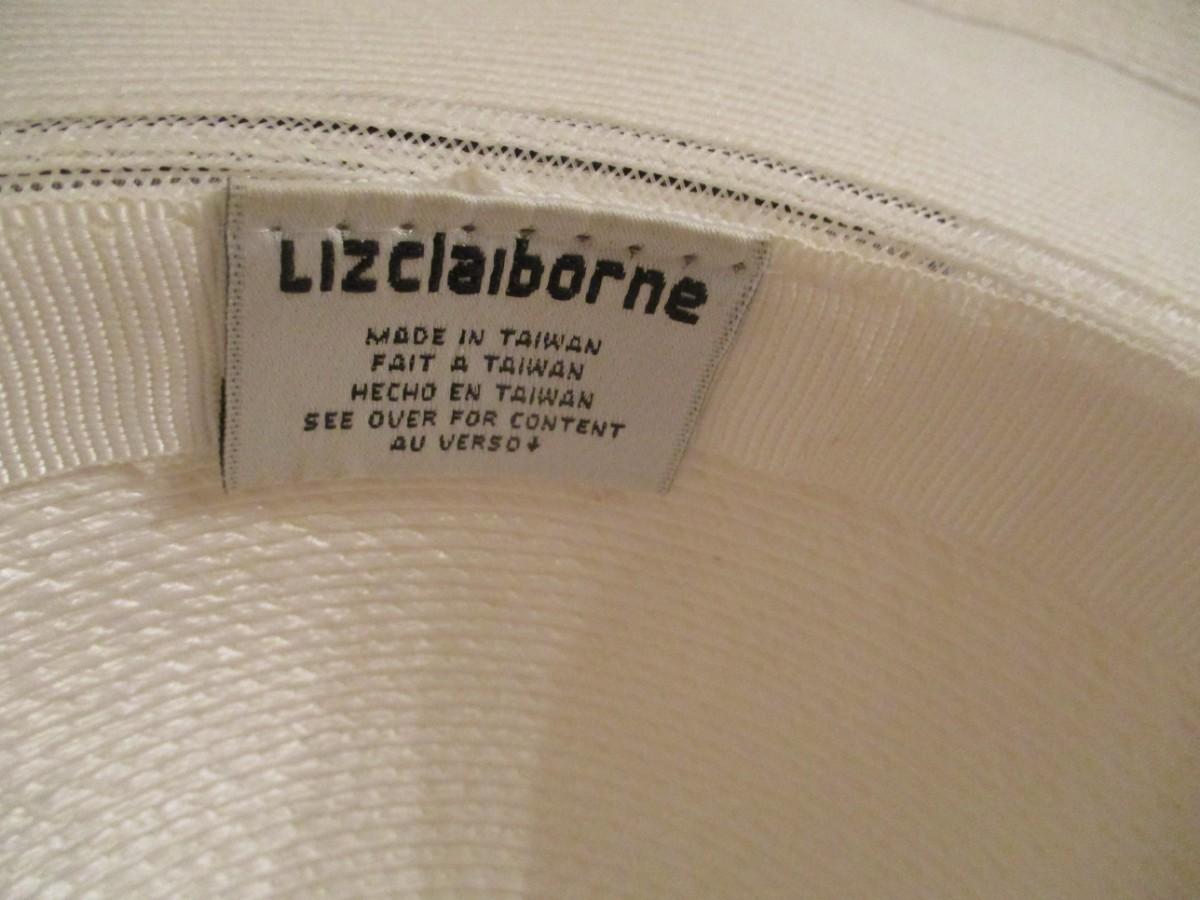 Lizclaiborne
MADE IN TAIWAN
FAIT A TAIWAN
HECHO EN TAIWAN
SEE OVER FOR CONTENT
AU VERSO↓